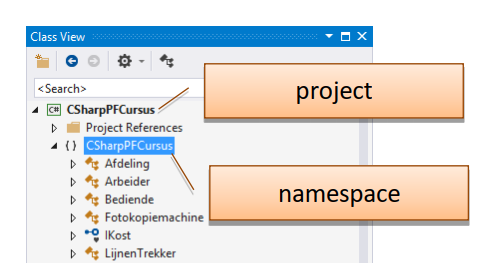 Class View
<Search>
project
C# CSharpPFCursus
Project References
{ } CSharpPFCursus
Afdeling
Arbeider
namespace
Bediende
Fotokopiemachine
IKost
LijnenTrekker